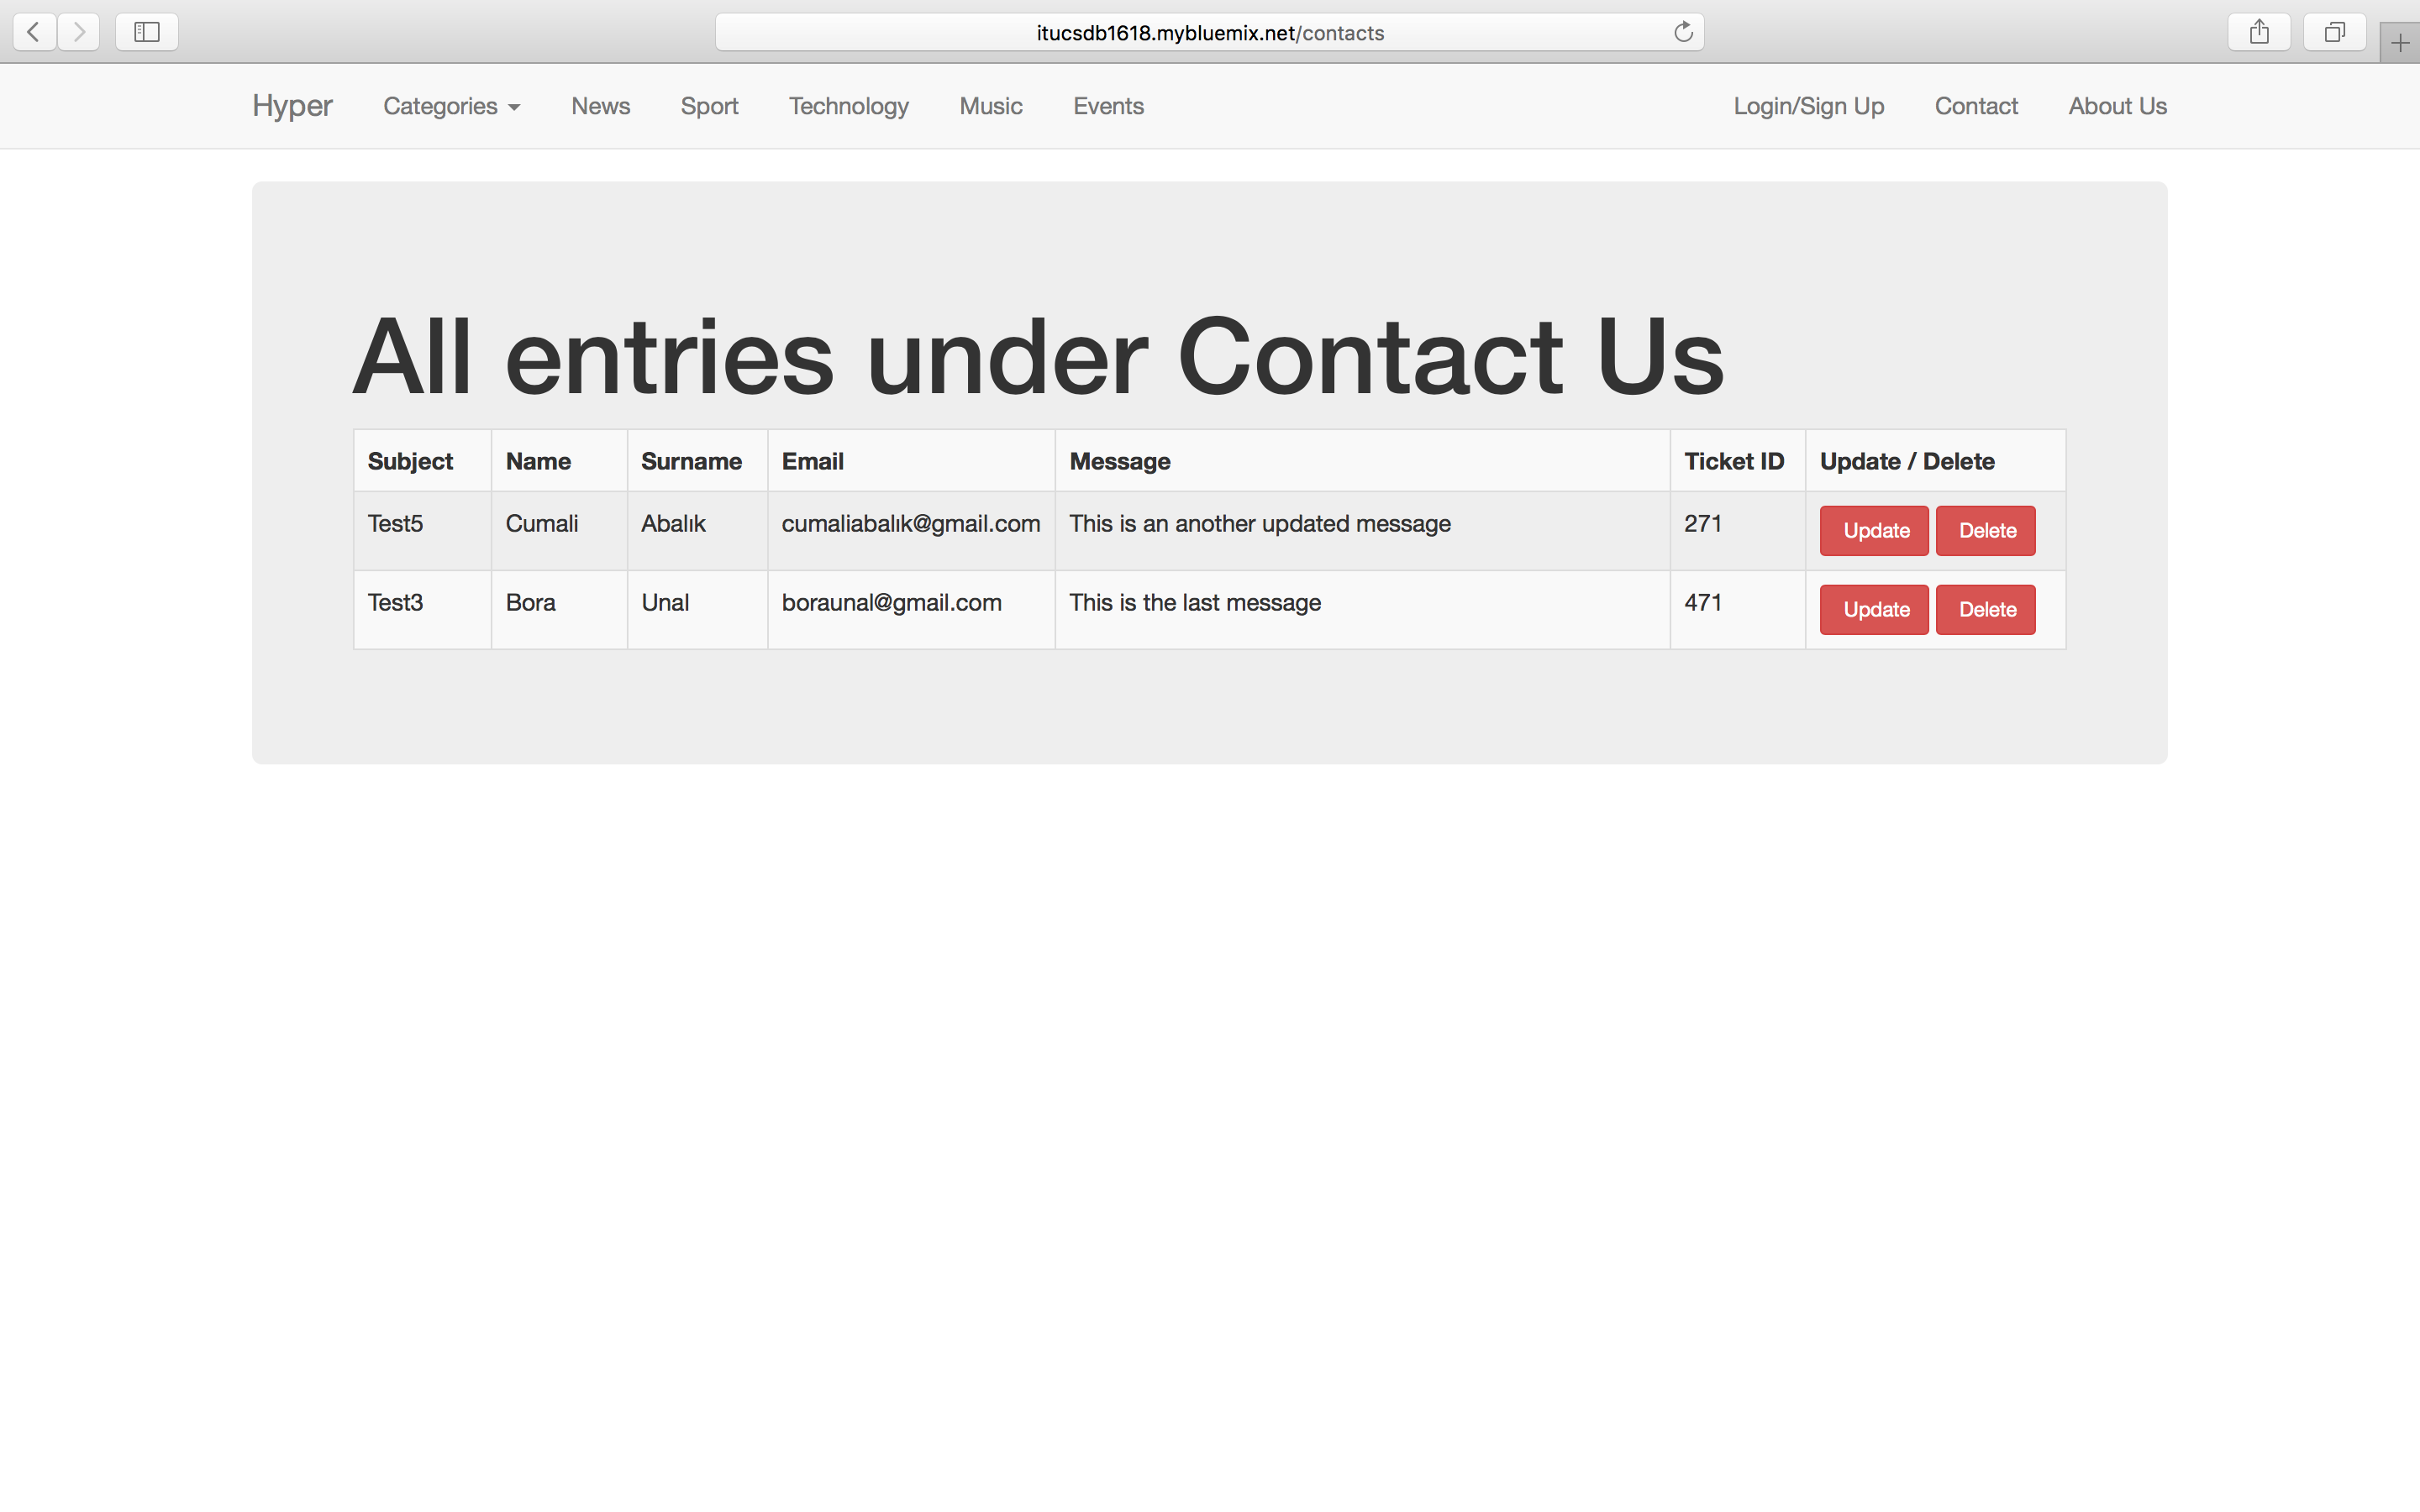 itucsdb1618.mybluemix.net/contacts
Hyper Categories News Sport Technology Music Events Login/Sign Up Contact About Us
All entries under Contact Us
Subject Name Surname Email Message Ticket ID Update / Delete
Test5 Cumali Abalık cumaliabalık@gmail.com This is an another updated message 271 Update Delete
Test3 Bora Unal boraunal@gmail.com This is the last message 471 Update Delete